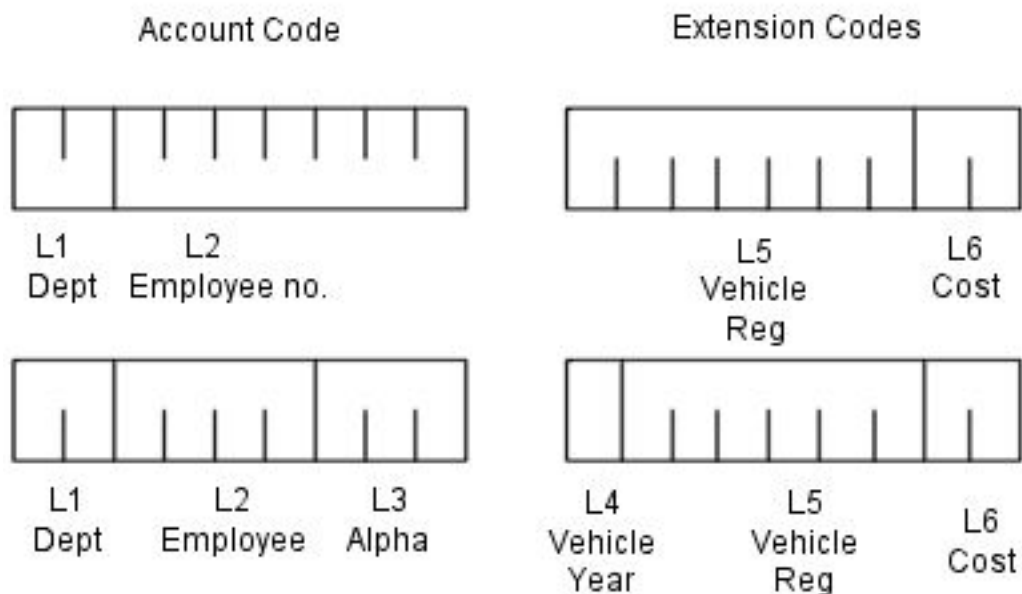 Account Code
Extension Codes
L1
Dept
L2
Employee no.
L5
Vehicle
Reg
L6
Cost
L1
Dept
L2
Employee
L3
Alpha
L4
Vehicle
Year
L5
Vehicle
Reg
L6
Cost